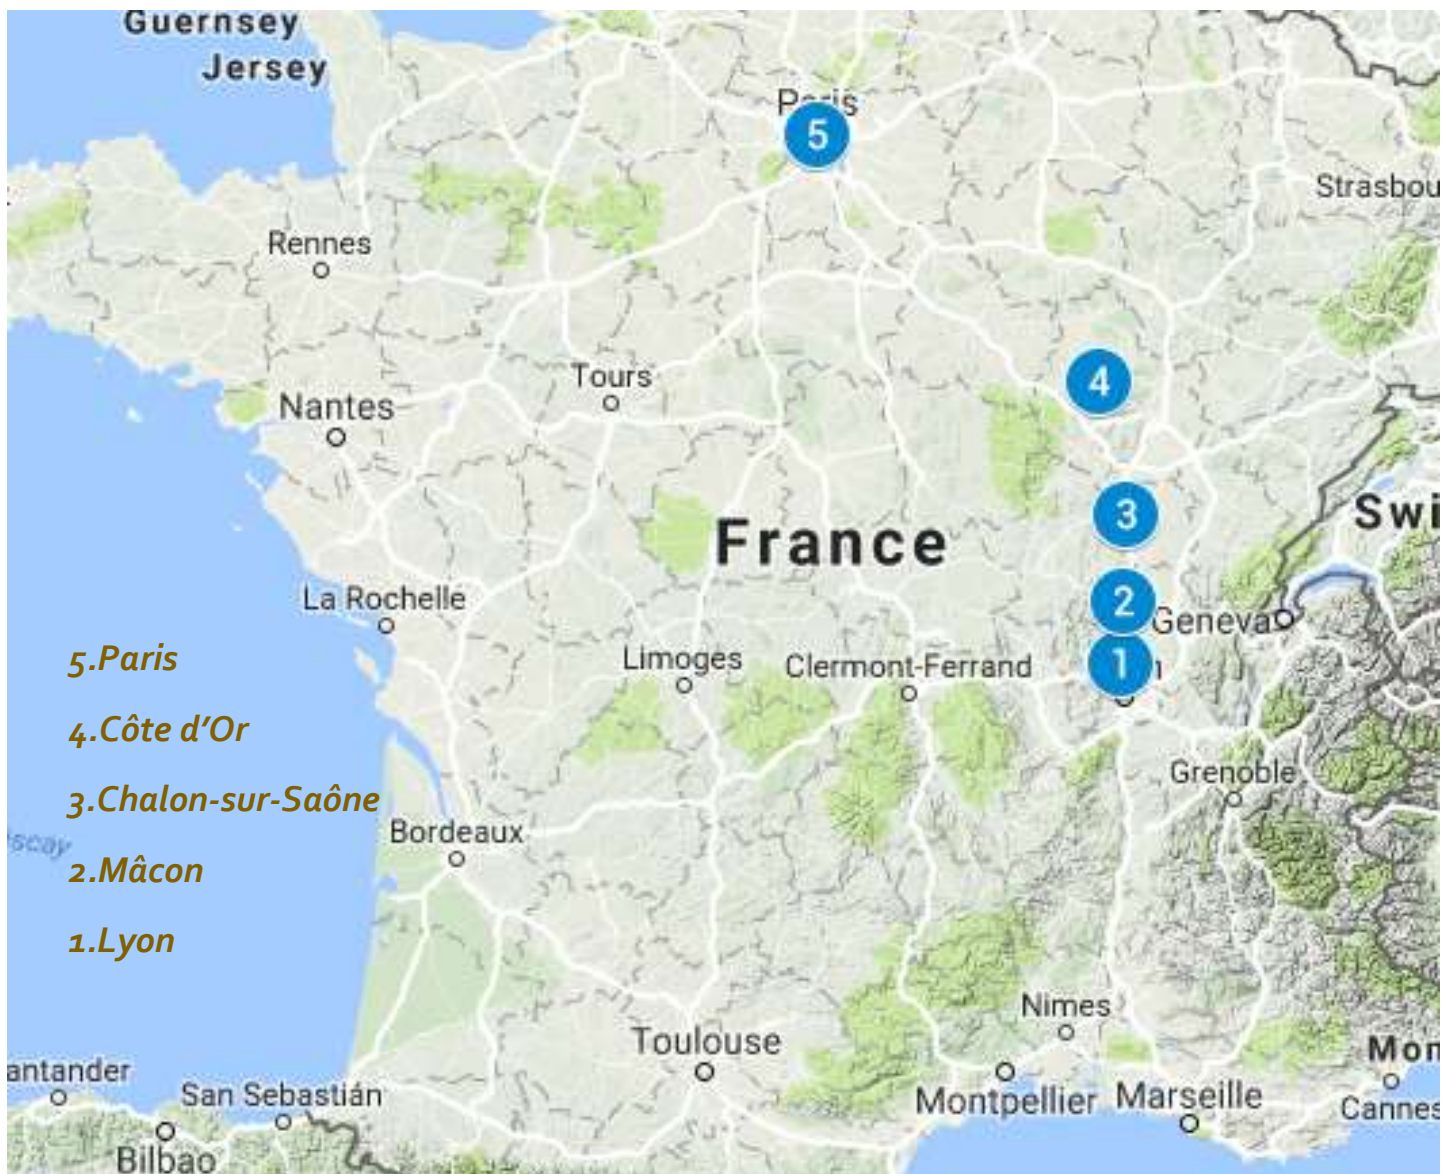 Guernsey
Jersey
Paris
5
Strasbou
Rennes
4
Tours
Nantes
3
Swi
France
2
La Rochelle
Geneva
5.Paris
Limoges
Clermont-Ferrand
1
n
4.Côte d'Or
Grenoble
3.Chalon-sur-Saône
Bordeaux
scay
2.Mâcon
1.Lyon
Nimes
Toulouse
Mon
antander
San Sebastián
Montpellier
Marseille
Cannes
Bilbao